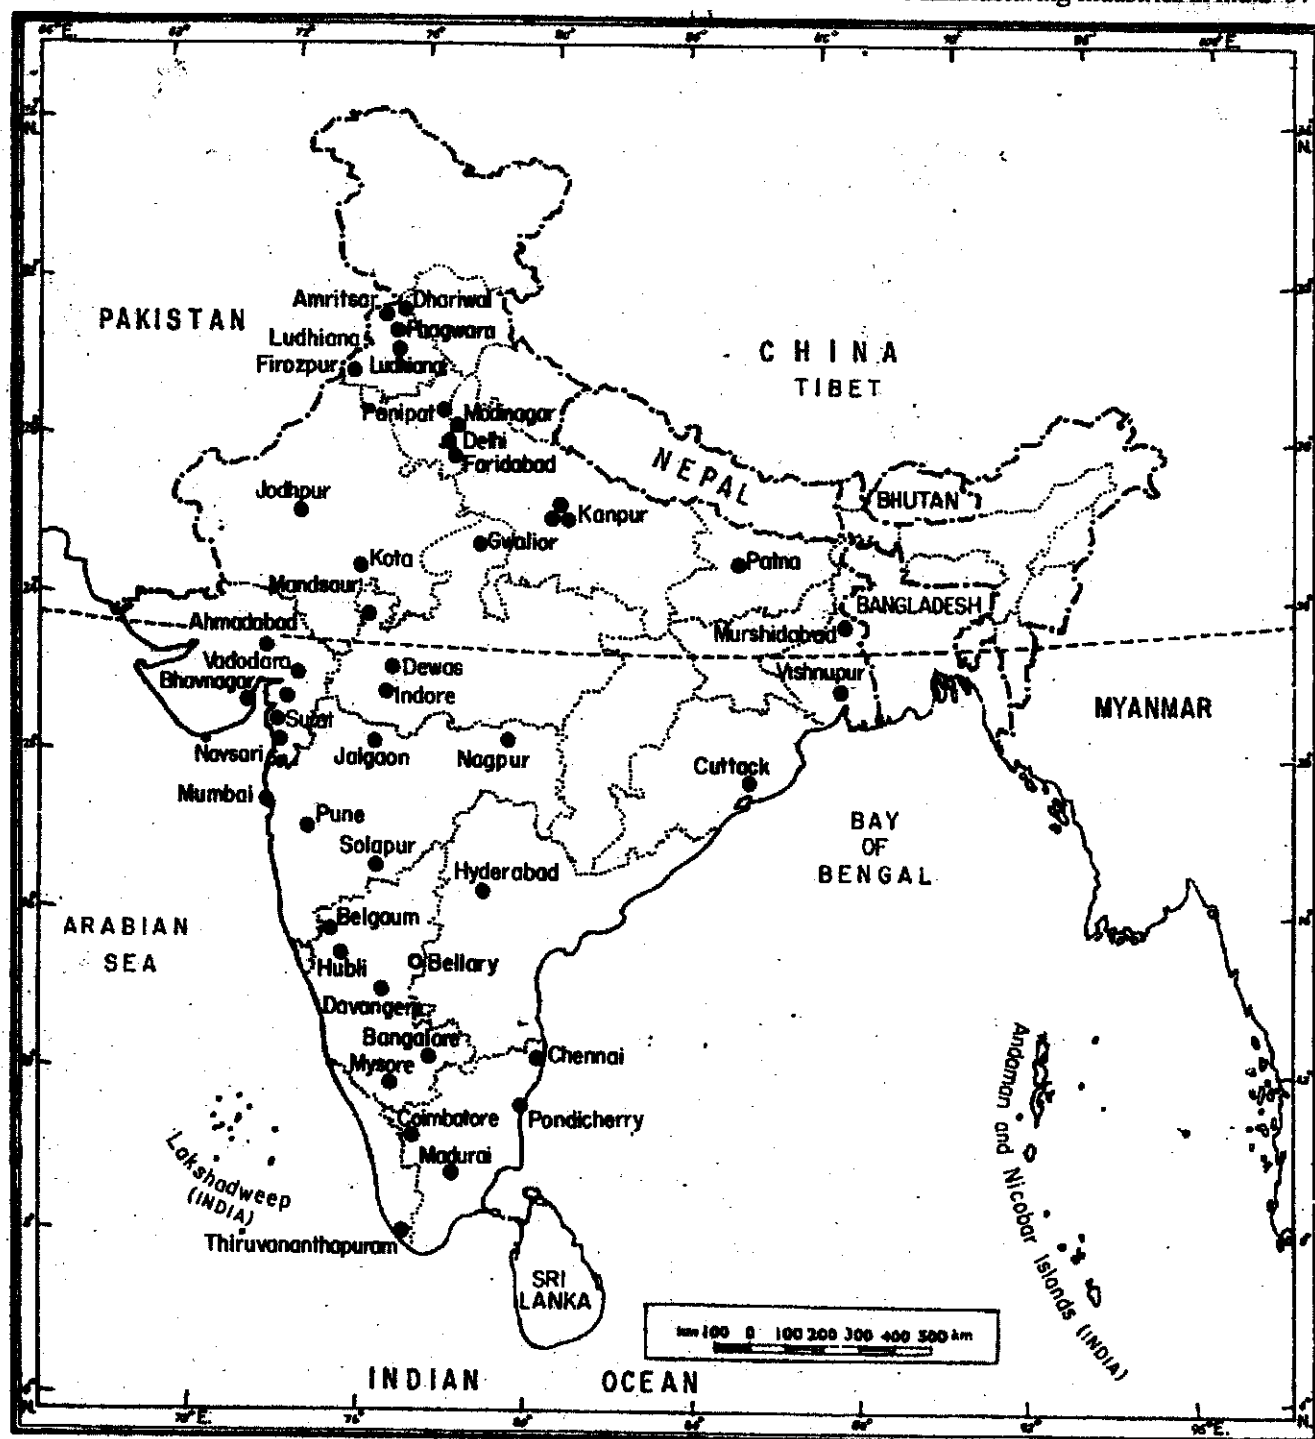 PAKISTAN
Amritsar
Dhariwal
Ludhiana
Phagwara
Firozpur
Ludhiana
CHINA
TIBET
Panipat
Modinagar
Delhi
Faridabad
NEPAL
Jodhpur
BHUTAN
Kanpur
Gwalior
Kota
Patna
Mandsaur
BANGLADESH
Ahmadabad
Murshidabad
Vadodara
Dewas
Vishnupur
Bhavnagar
Indore
Surat
MYANMAR
Navsari
Jalgaon
Nagpur
Cuttack
Mumbai
Pune
BAY
OF
BENGAL
Solapur
Hyderabad
ARABIAN
SEA
Belgaum
Hubli
Bellary
Davangere
Bangalore
Mysore
Chennai
Coimbatore
Pondicherry
Madurai
Lakshadweep
(INDIA)
Andaman and Nicobar Islands (INDIA)
Thiruvananthapuram
SRI
LANKA
km 100 0 100 200 300 400 500 km
INDIAN OCEAN